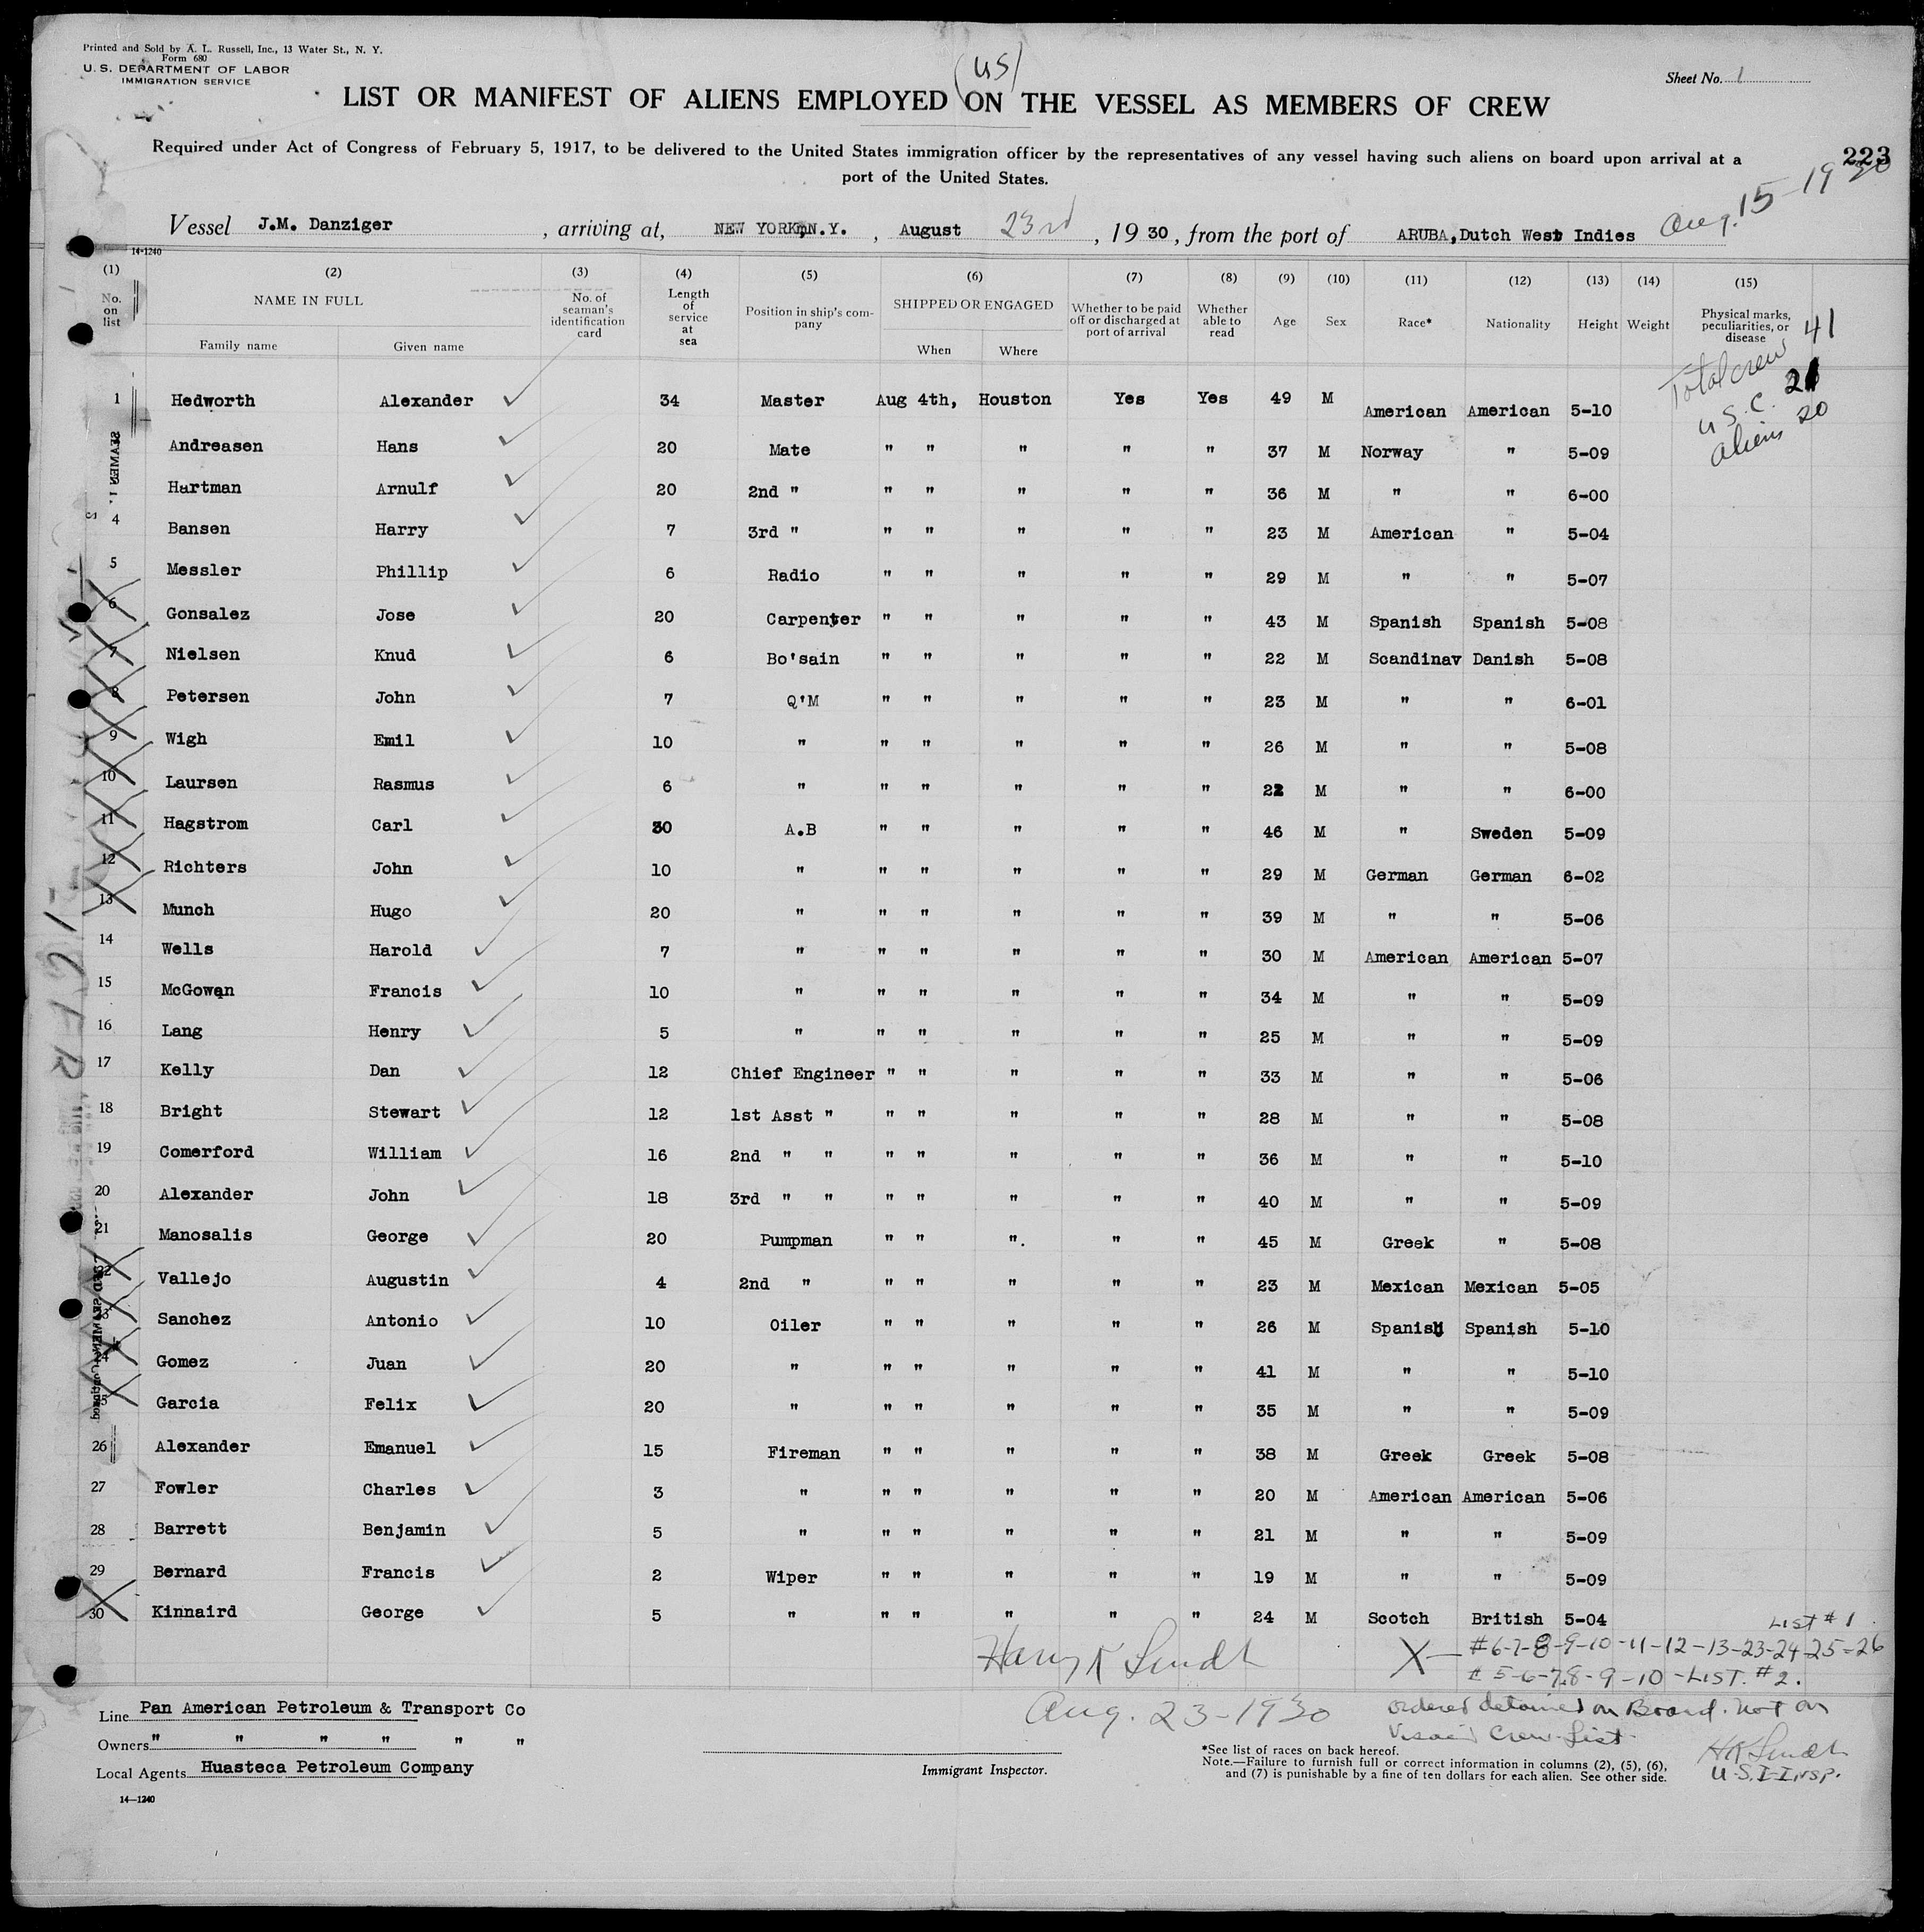 Printed and Sold by A. L. Russell, Inc., 13 Water St., N. Y.
Form 680
U. S. DEPARTMENT OF LABOR
IMMIGRATION SERVICE
(US)
Sheet No. 1
LIST OR MANIFEST OF ALIENS EMPLOYED ON THE VESSEL AS MEMBERS OF CREW
Required under Act of Congress of February 5, 1917, to be delivered to the United States immigration officer by the representatives of any vessel having such aliens on board upon arrival at a
port of the United States.
223
Aug. 15-1930
Vessel J.M. Danziger , arriving at, NEW YORK, N.Y. , August 23rd , 19 30 , from the port of ARUBA, Dutch West Indies
14-1240
(1) (2) (3) (4) (5) (6) (7) (8) (9) (10) (11) (12) (13) (14) (15)
No. on list NAME IN FULL Family name Given name No. of seaman's identification card Length of service at sea Position in ship's company SHIPPED OR ENGAGED When Where Whether to be paid off or discharged at port of arrival Whether able to read Age Sex Race* Nationality Height Weight Physical marks, peculiarities, or disease
Total crew 41
U.S.C. 21
aliens 20
1 Hedworth Alexander 34 Master Aug 4th, Houston Yes Yes 49 M American American 5-10
Andreasen Hans 20 Mate " " " " " 37 M Norway " 5-09
Hartman Arnulf 20 2nd " " " " " " 36 M " " 6-00
4 Bansen Harry 7 3rd " " " " " " 23 M American " 5-04
5 Messler Phillip 6 Radio " " " " " 29 M " " 5-07
6 Gonsalez Jose 20 Carpenter " " " " " 43 M Spanish Spanish 5-08
7 Nielsen Knud 6 Bo'sain " " " " " 22 M Scandinav Danish 5-08
8 Petersen John 7 Q'M " " " " " 23 M " " 6-01
9 Wigh Emil 10 " " " " " " 26 M " " 5-08
10 Laursen Rasmus 6 " " " " " " 22 M " " 6-00
11 Hagstrom Carl 30 A.B " " " " " 46 M " Sweden 5-09
12 Richters John 10 " " " " " " 29 M German German 6-02
13 Munch Hugo 20 " " " " " " 39 M " " 5-06
14 Wells Harold 7 " " " " " " 30 M American American 5-07
15 McGowan Francis 10 " " " " " " 34 M " " 5-09
16 Lang Henry 5 " " " " " " 25 M " " 5-09
17 Kelly Dan 12 Chief Engineer " " " " " 33 M " " 5-06
18 Bright Stewart 12 1st Asst " " " " " " 28 M " " 5-08
19 Comerford William 16 2nd " " " " " " " 36 M " " 5-10
20 Alexander John 18 3rd " " " " " " " 40 M " " 5-09
21 Manosalis George 20 Pumpman " " ". " " 45 M Greek " 5-08
Vallejo Augustin 4 2nd " " " " " " 23 M Mexican Mexican 5-05
Sanchez Antonio 10 Oiler " " " " " 26 M Spanish Spanish 5-10
Gomez Juan 20 " " " " " " 41 M " " 5-10
Garcia Felix 20 " " " " " " 35 M " " 5-09
26 Alexander Emanuel 15 Fireman " " " " " 38 M Greek Greek 5-08
27 Fowler Charles 3 " " " " " " 20 M American American 5-06
28 Barrett Benjamin 5 " " " " " " 21 M " " 5-09
29 Bernard Francis 2 Wiper " " " " " 19 M " " 5-09
30 Kinnaird George 5 " " " " " " 24 M Scotch British 5-04
List #1
X— #6-7-8-9-10-11-12-13-23-24-25-26
# 5-6-7,8-9-10-LIST. #2.
ordered detained on Board. not on
Visaed Crew List
HK Sindt
U.S.I-Insp.
Harry K Sindt
Aug. 23-1930
Line Pan American Petroleum & Transport Co
Owners " " " " " "
Local Agents Huasteca Petroleum Company
14-1240
Immigrant Inspector.
*See list of races on back hereof.
Note.—Failure to furnish full or correct information in columns (2), (5), (6),
and (7) is punishable by a fine of ten dollars for each alien. See other side.